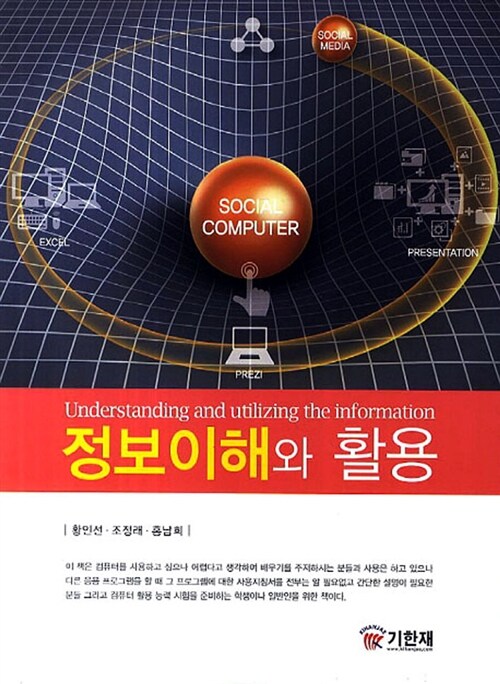 SOCIAL
MEDIA
SOCIAL
COMPUTER
EXCEL
PRESENTATION
PREZI
Understanding and utilizing the information
정보이해와 활용
| 황민선 · 조정래 · 홍남희 |
이 책은 컴퓨터를 사용하고 싶으나 어렵다고 생각하여 배우기를 주저하시는 분들과 사용은 하고 있으나
다른 응용 프로그램을 할 때 그 프로그램에 대한 사용지침서를 전부는 알 필요없고 간단한 설명이 필요한
분들 그리고 컴퓨터 활용 능력 시험을 준비하는 학생이나 일반인을 위한 책이다.
KIHANJAE
기한재
www.kihanjae.com